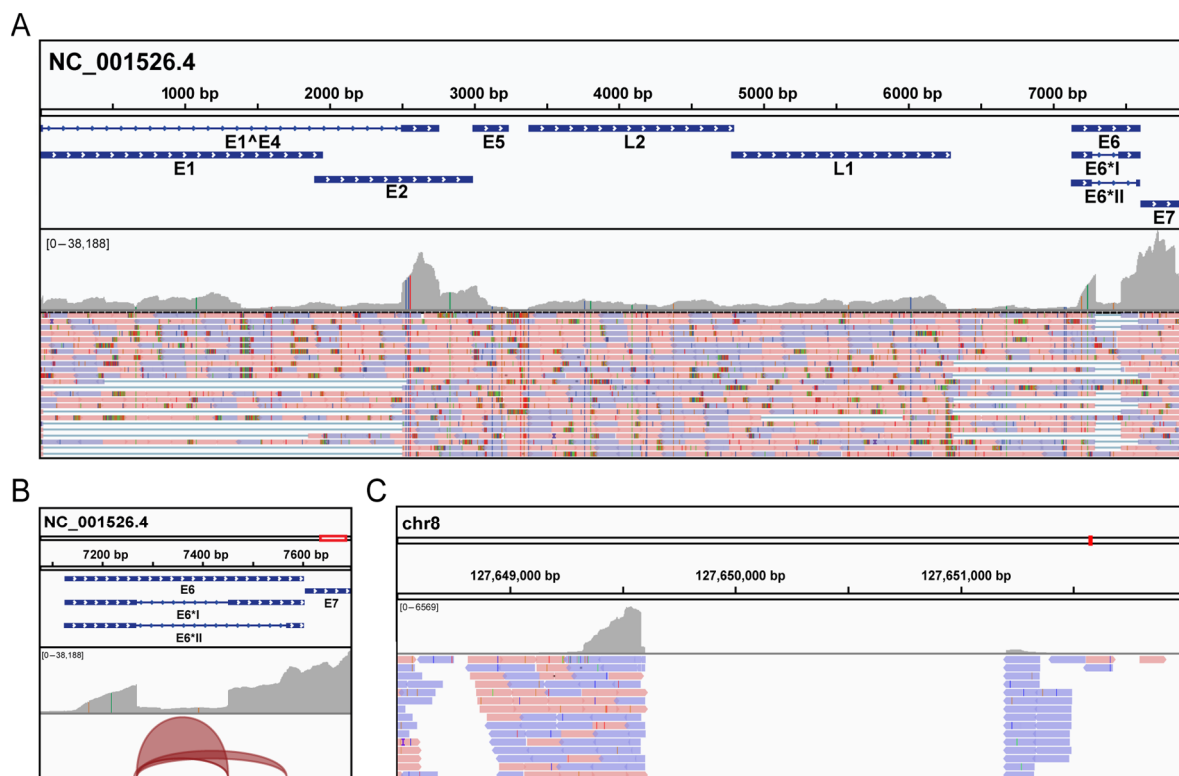 A
NC_001526.4
1000 bp 2000 bp 3000 bp 4000 bp 5000 bp 6000 bp 7000 bp
E1^E4 E5 L2 E6
E1 L1 E6*I
E2 E6*II
E7
[0–38,188]
B
NC_001526.4
7200 bp 7400 bp 7600 bp
E6
E7
E6*I
E6*II
[0–38,188]
C
chr8
127,649,000 bp 127,650,000 bp 127,651,000 bp
[0–6569]